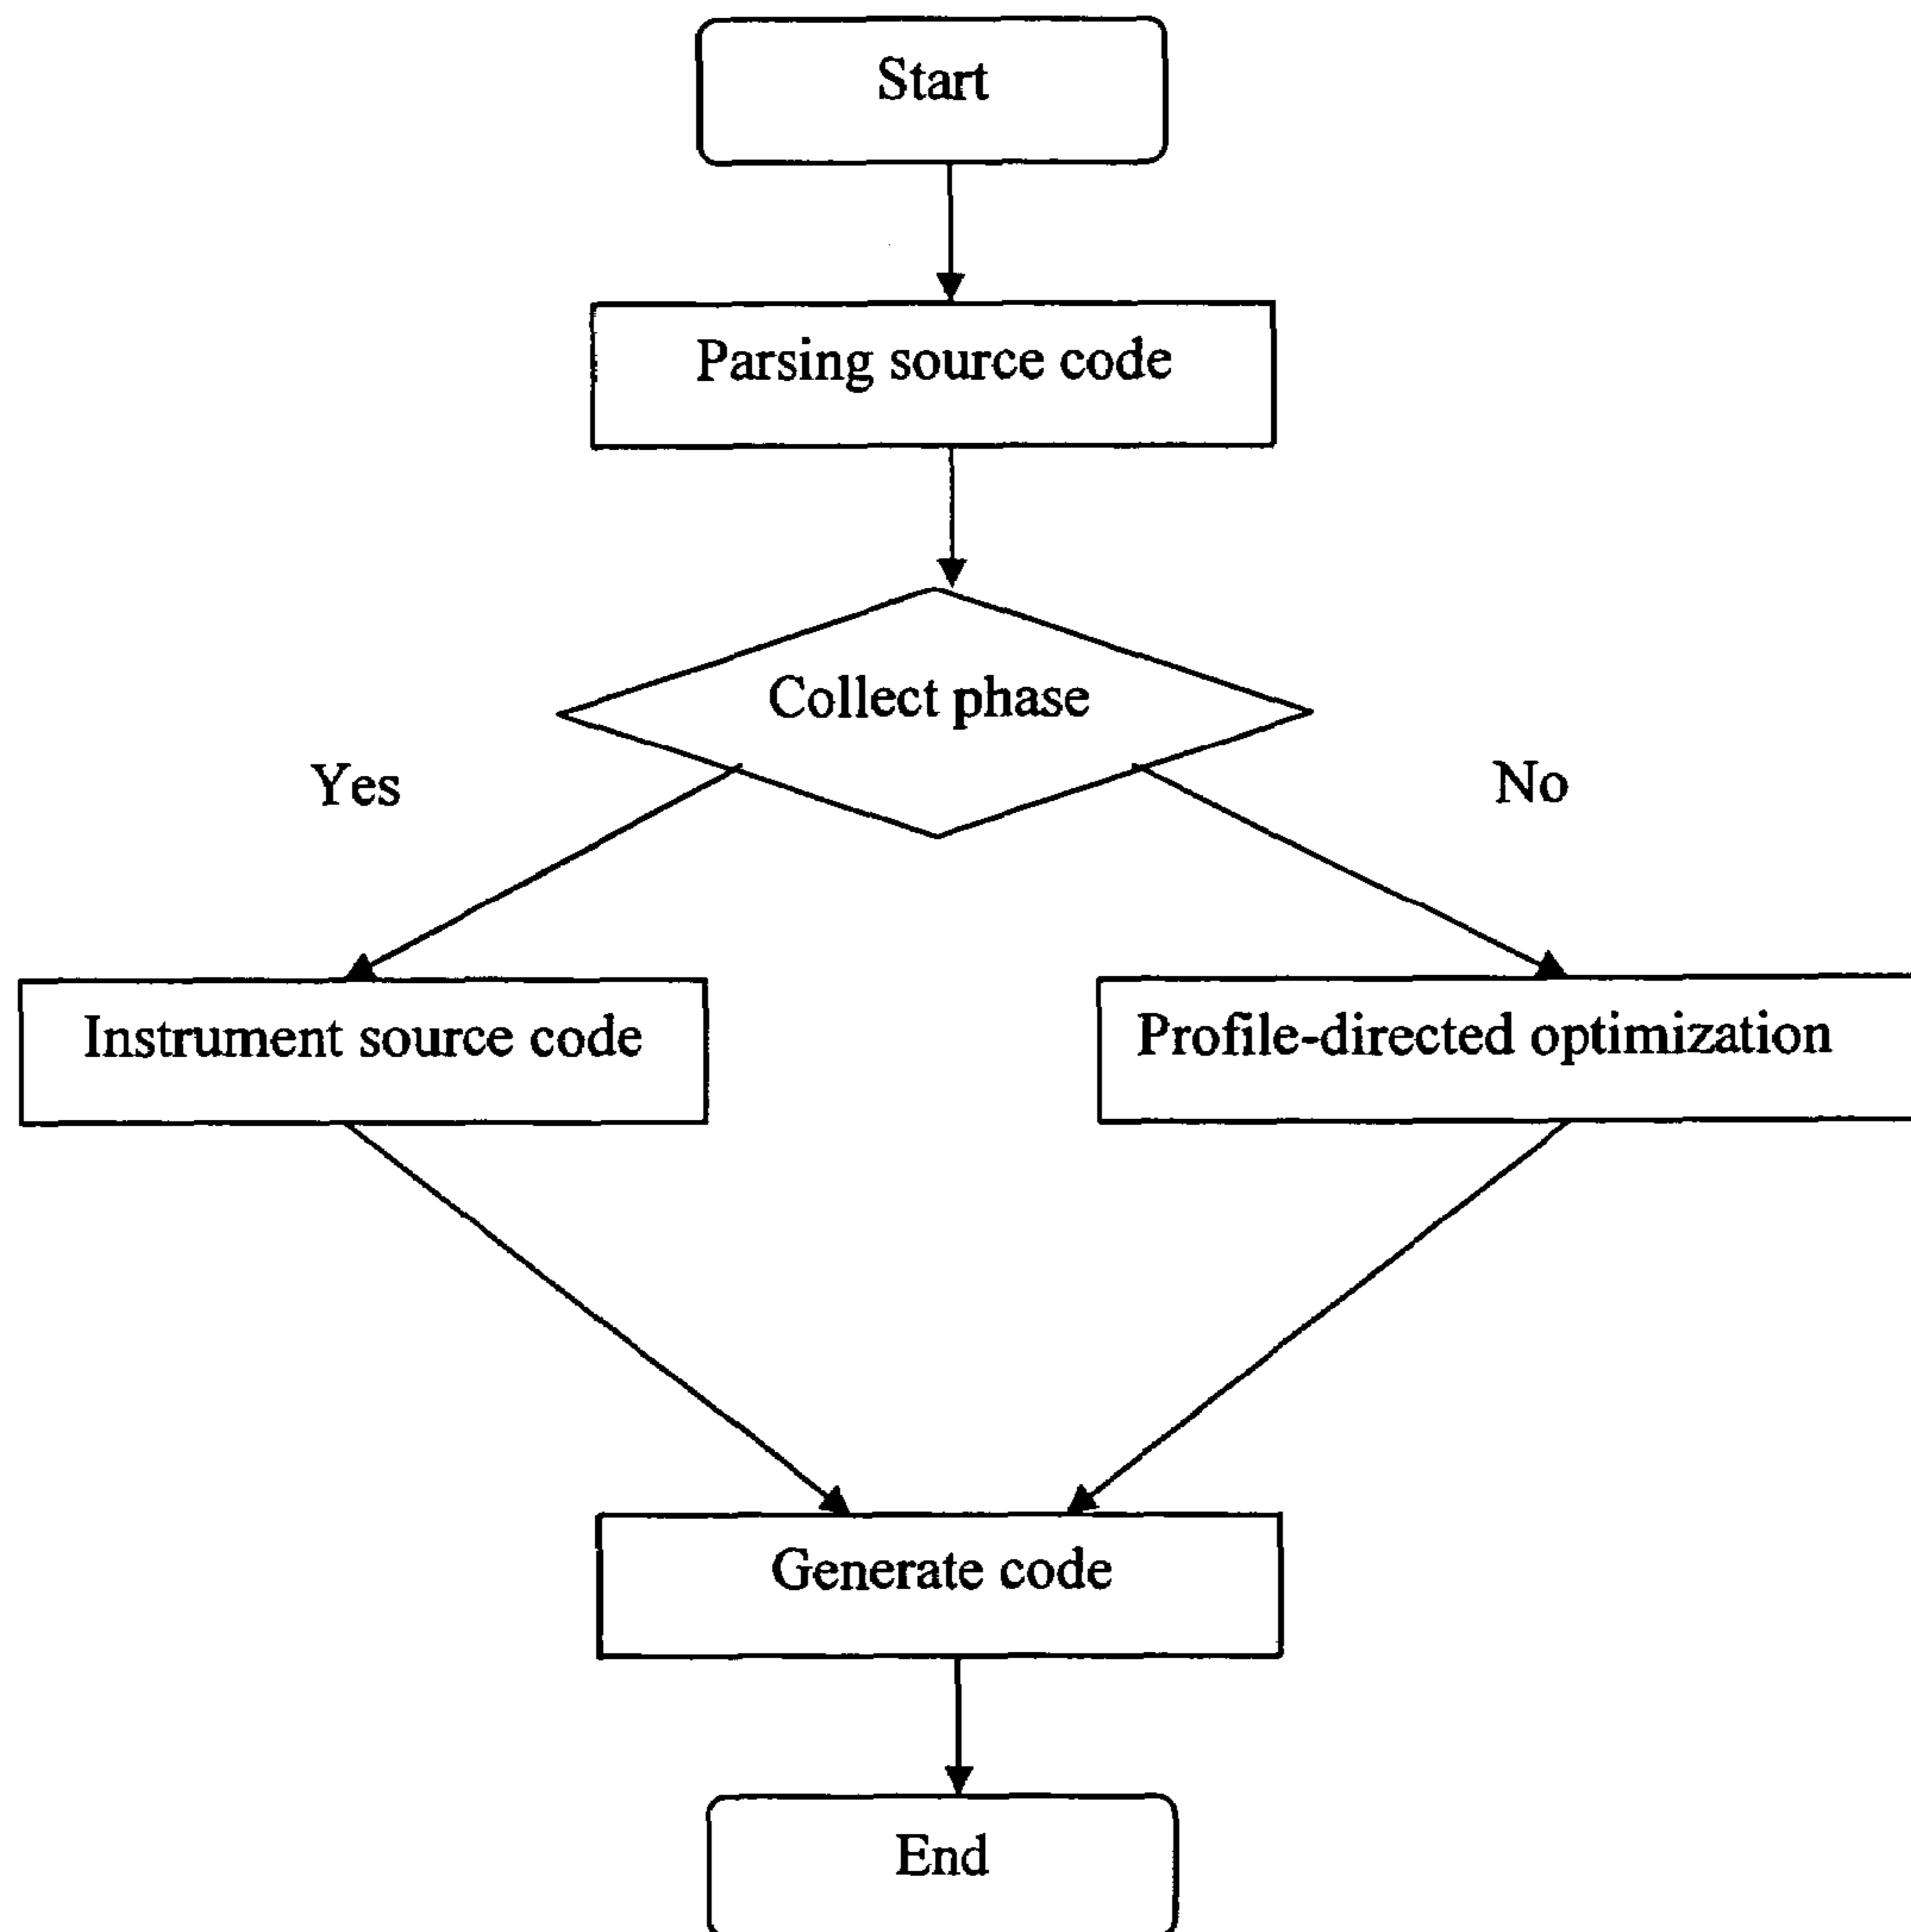 Start
Parsing source code
Collect phase
Yes
No
Instrument source code
Profile-directed optimization
Generate code
End